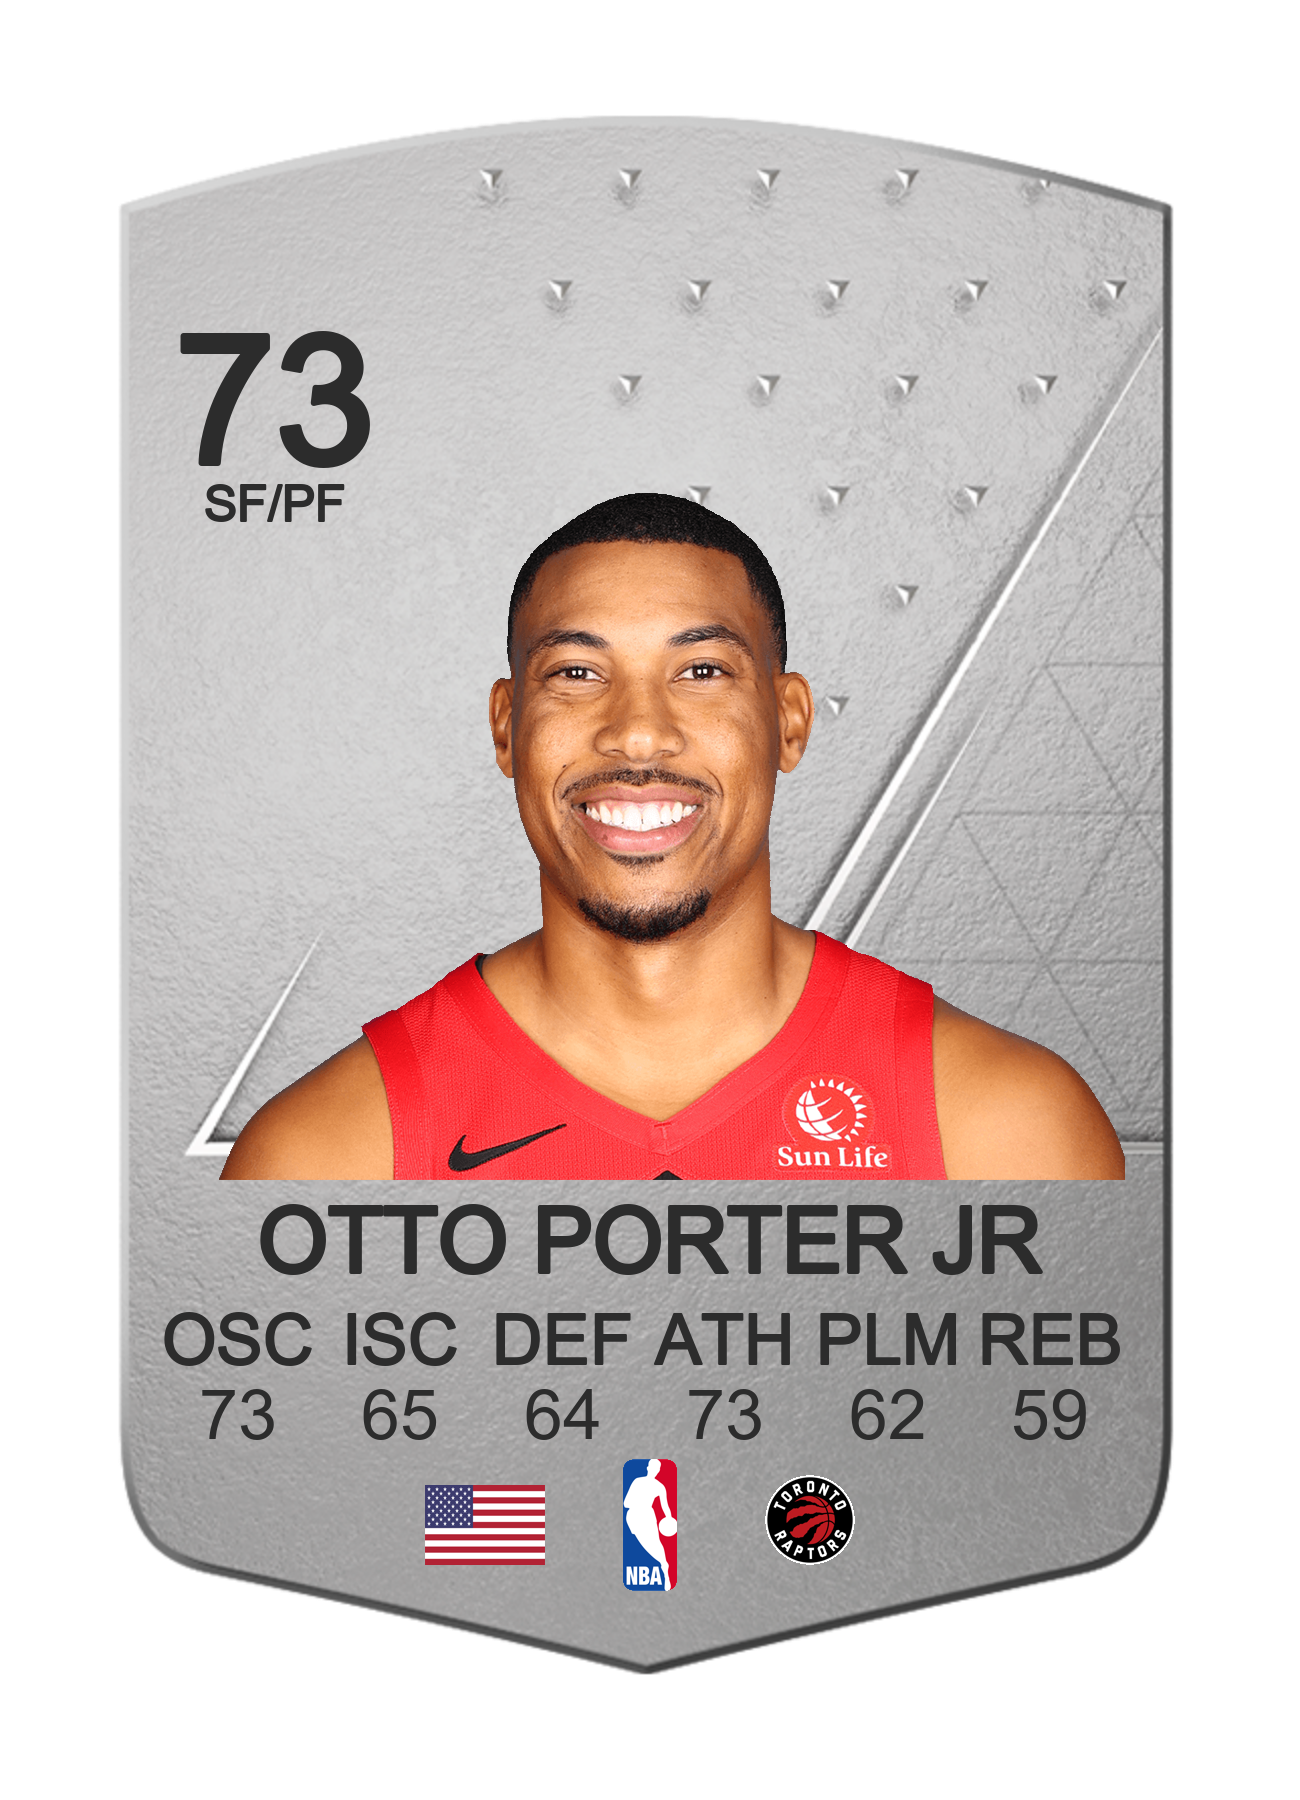 73
SF/PF
Sun Life
OTTO PORTER JR
OSC ISC DEF ATH PLM REB
73 65 64 73 62 59
NBA
TORONTO
RAPTORS